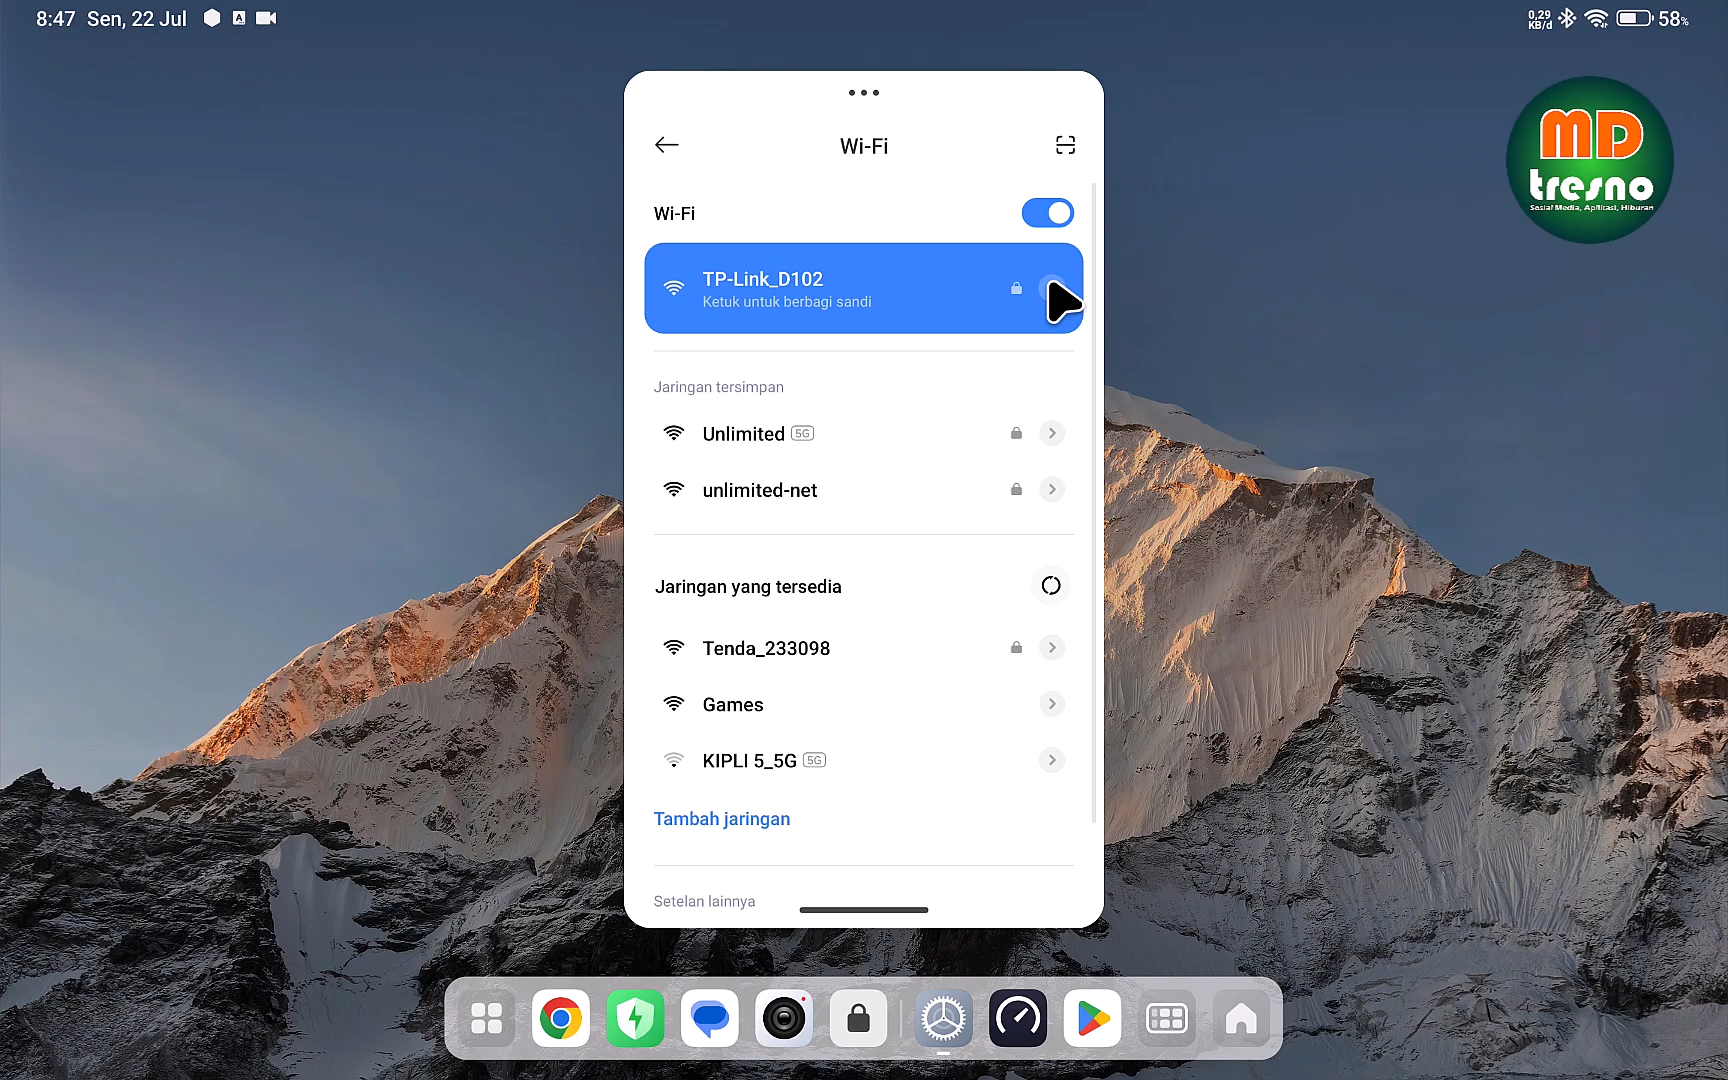 8:47 Sen, 22 Jul
0,29 KB/d 58%
MD
tresno
Sosial Media, Aplikasi, Hiburan
Wi-Fi
Wi-Fi
TP-Link_D102
Ketuk untuk berbagi sandi
Jaringan tersimpan
Unlimited 5G
unlimited-net
Jaringan yang tersedia
Tenda_233098
Games
KIPLI 5_5G 5G
Tambah jaringan
Setelan lainnya